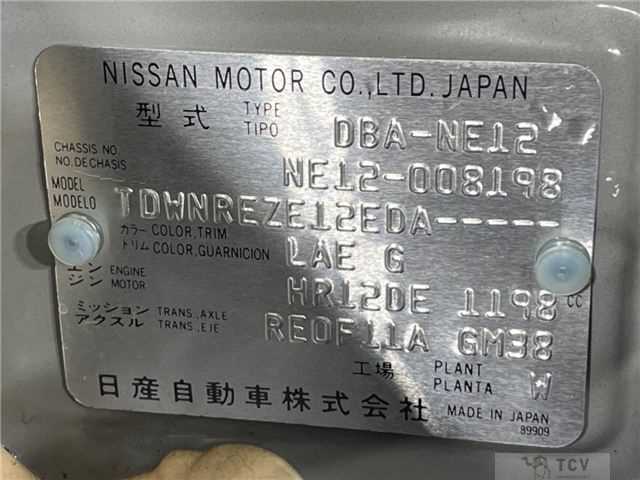 NISSAN MOTOR CO.,LTD. JAPAN
型式 TYPE TIPO DBA-NE12
CHASSIS NO. NO. DE CHASIS NE12-008198
MODEL MODELO TDWNREZE12EDA-----
カラー COLOR, TRIM トリム COLOR, GUARNICION LAE G
エンジン ENGINE MOTOR HR12DE 1198 CC
ミッション TRANS., AXLE アクスル TRANS., EJE RE0F11A GM38
工場 PLANT PLANTA W
日産自動車株式会社 MADE IN JAPAN
89909
TCV